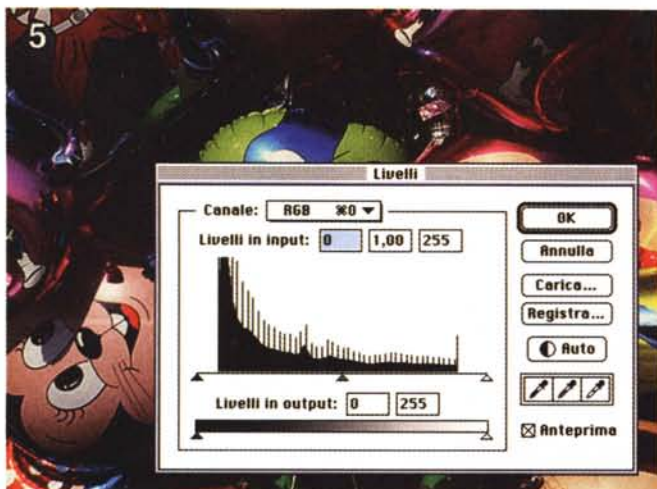 5
Livelli
Canale: RGB ⌘0
Livelli in input: 0 1,00 255
Livelli in output: 0 255
OK
Annulla
Carica...
Registra...
Auto
Anteprima